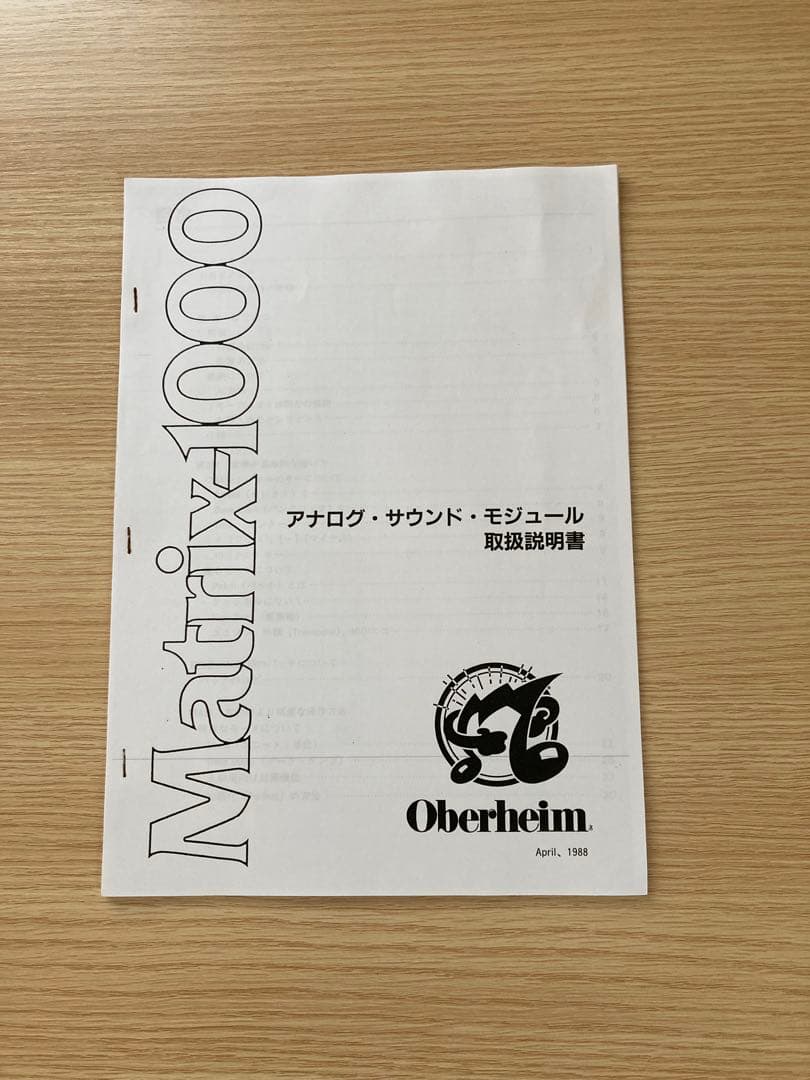 Matrix-1000
アナログ・サウンド・モジュール
取扱説明書
Oberheim®
April、1988